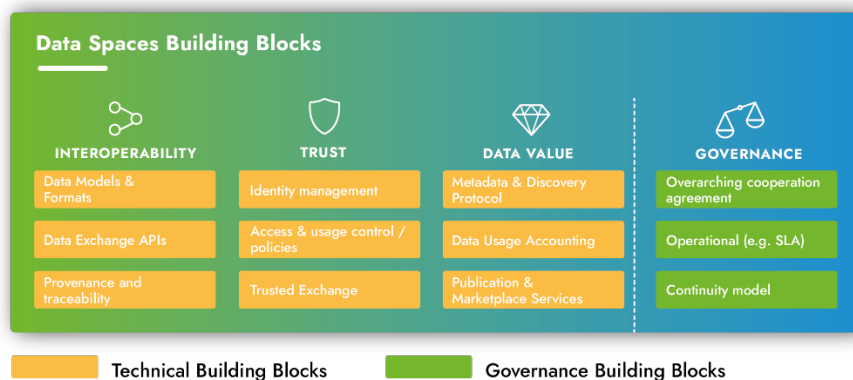 Data Spaces Building Blocks
INTEROPERABILITY
Data Models &
Formats
Data Exchange APIs
Provenance and
traceability
TRUST
Identity management
Access & usage control /
policies
Trusted Exchange
DATA VALUE
Metadata & Discovery
Protocol
Data Usage Accounting
Publication &
Marketplace Services
GOVERNANCE
Overarching cooperation
agreement
Operational (e.g. SLA)
Continuity model
Technical Building Blocks
Governance Building Blocks